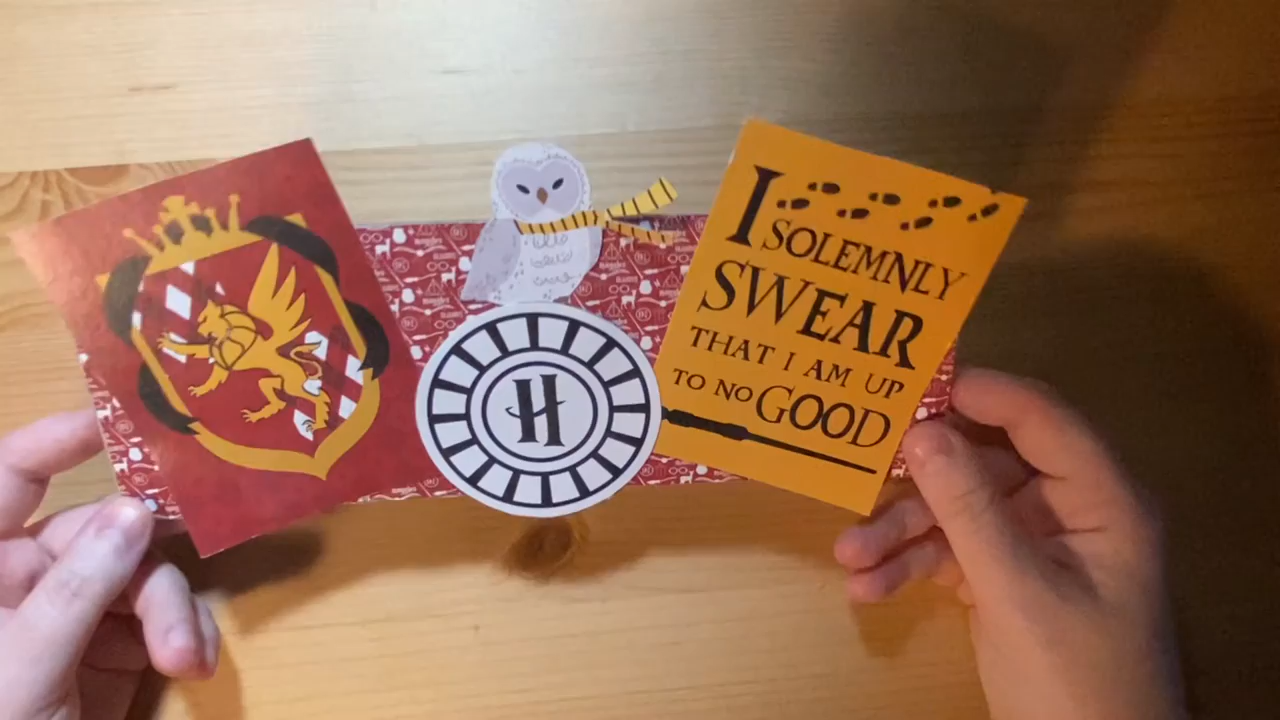 H
I
SOLEMNLY
SWEAR
THAT I AM UP
TO NO GOOD